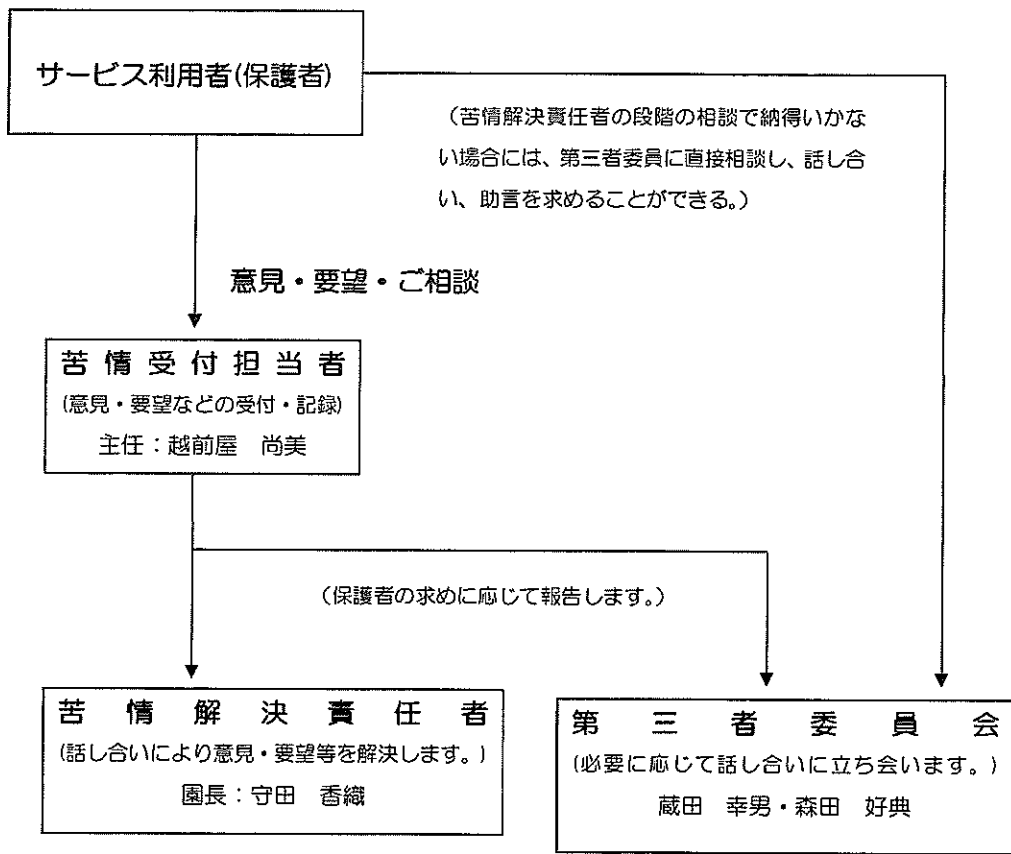 サービス利用者(保護者)
(苦情解決責任者の段階の相談で納得いかな
い場合には、第三者委員に直接相談し、話し合
い、助言を求めることができる。)
意見・要望・ご相談
苦情受付担当者
(意見・要望などの受付・記録)
主任:越前屋 尚美
(保護者の求めに応じて報告します。)
苦情解決責任者
(話し合いにより意見・要望等を解決します。)
園長:守田 香織
第三者委員会
(必要に応じて話し合いに立ち会います。)
蔵田 幸男・森田 好典